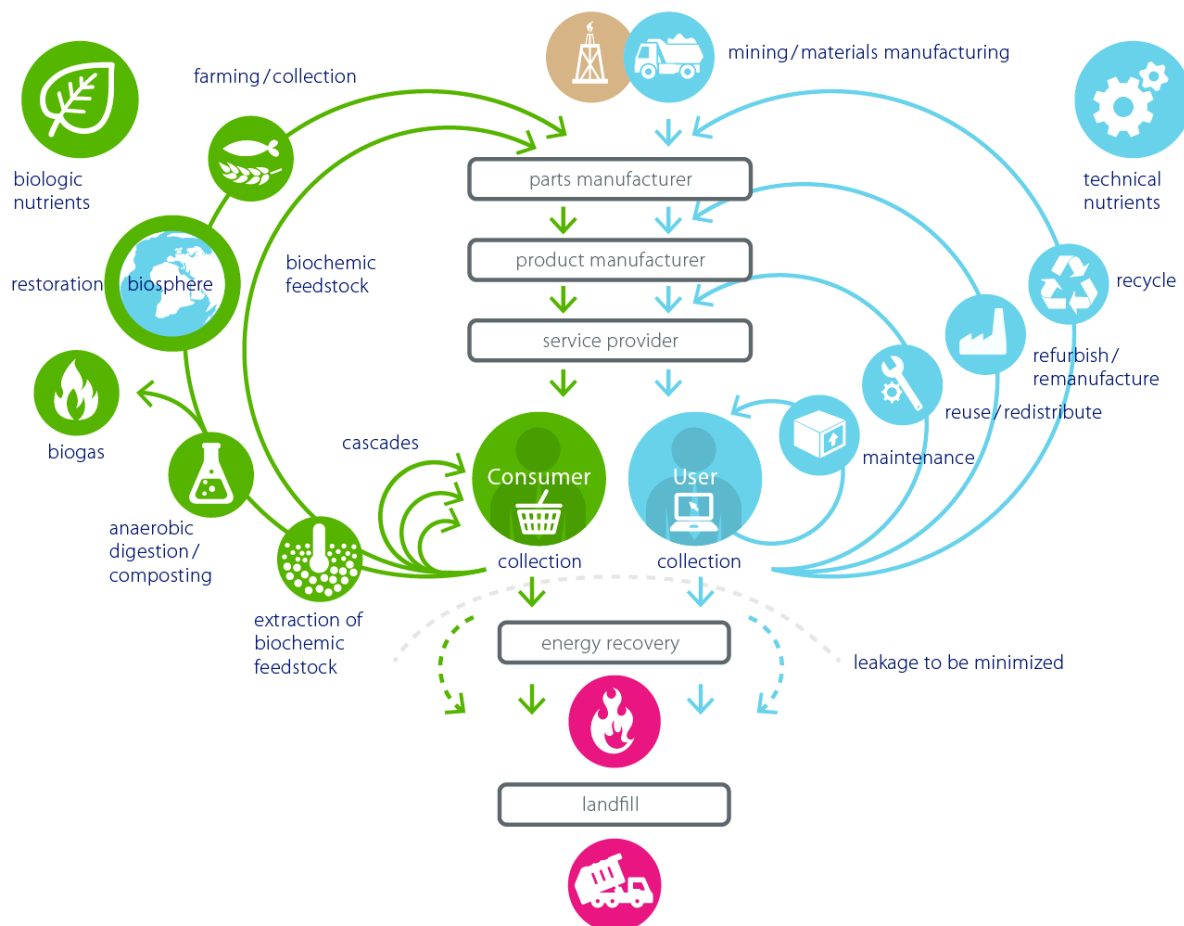 mining/materials manufacturing
farming/collection
biologic
nutrients
parts manufacturer
technical
nutrients
product manufacturer
biochemic
feedstock
restoration
biosphere
recycle
service provider
refurbish/
remanufacture
reuse/redistribute
biogas
cascades
maintenance
Consumer
User
anaerobic
digestion/
composting
collection
collection
extraction of
biochemic
feedstock
energy recovery
leakage to be minimized
landfill